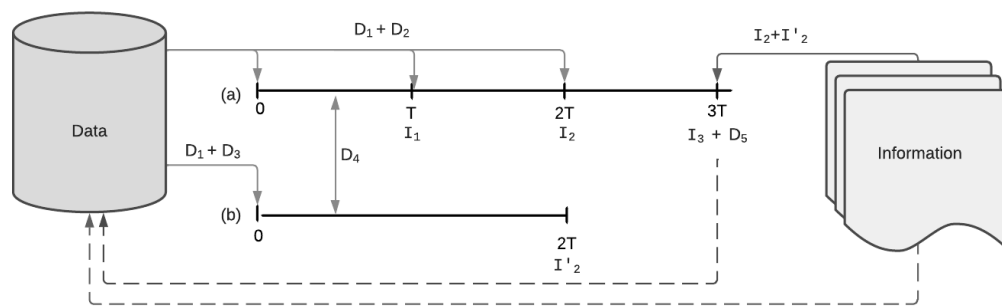 D₁ + D₂
I₂+I'₂
(a)
0
T
2T
3T
I₁
I₂
I₃ + D₅
Data
Information
D₁ + D₃
D₄
(b)
0
2T
I'₂